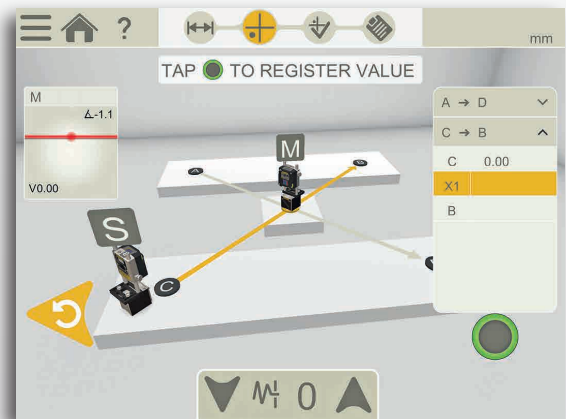 ?
mm
TAP TO REGISTER VALUE
M
∠-1.1
V0.00
A → D
C → B
C 0.00
X1
B
M
S
A
B
C
0